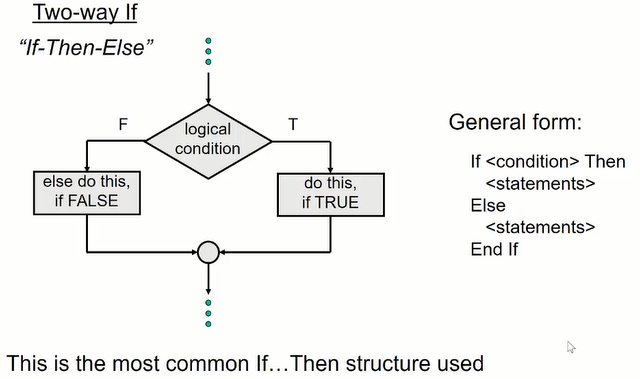 Two-way If
“If-Then-Else”
F
T
logical
condition
else do this,
if FALSE
do this,
if TRUE
General form:
If <condition> Then
<statements>
Else
<statements>
End If
This is the most common If…Then structure used